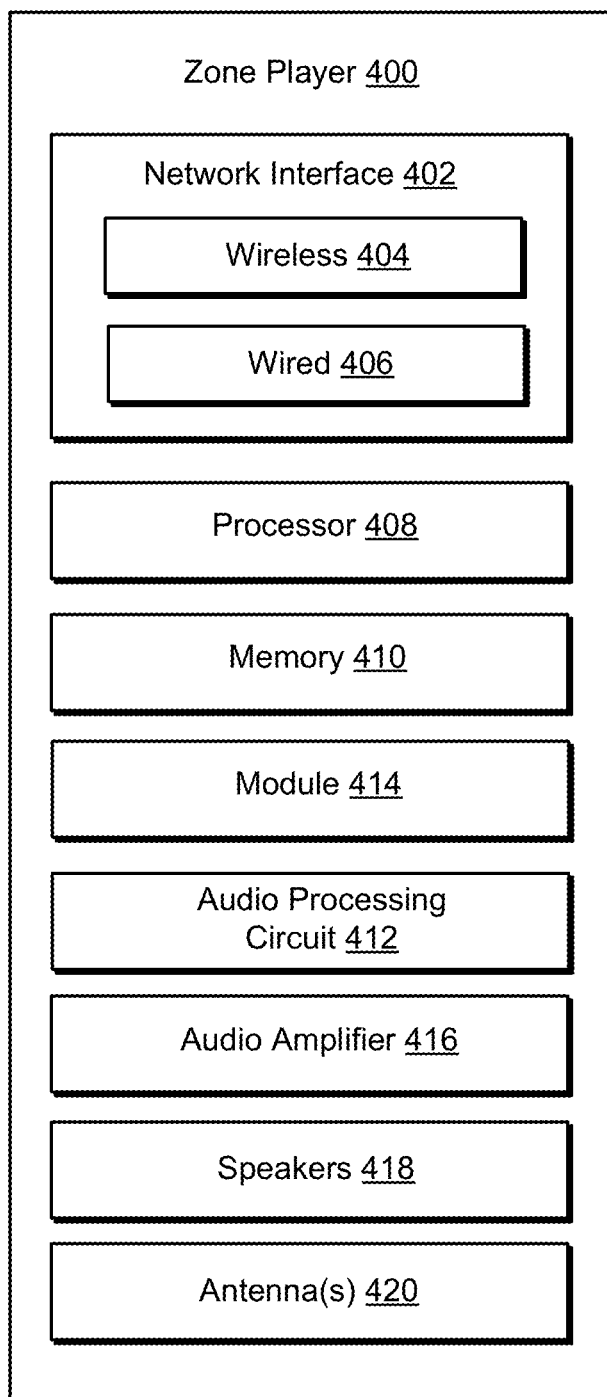 Zone Player 400
Network Interface 402
Wireless 404
Wired 406
Processor 408
Memory 410
Module 414
Audio Processing
Circuit 412
Audio Amplifier 416
Speakers 418
Antenna(s) 420